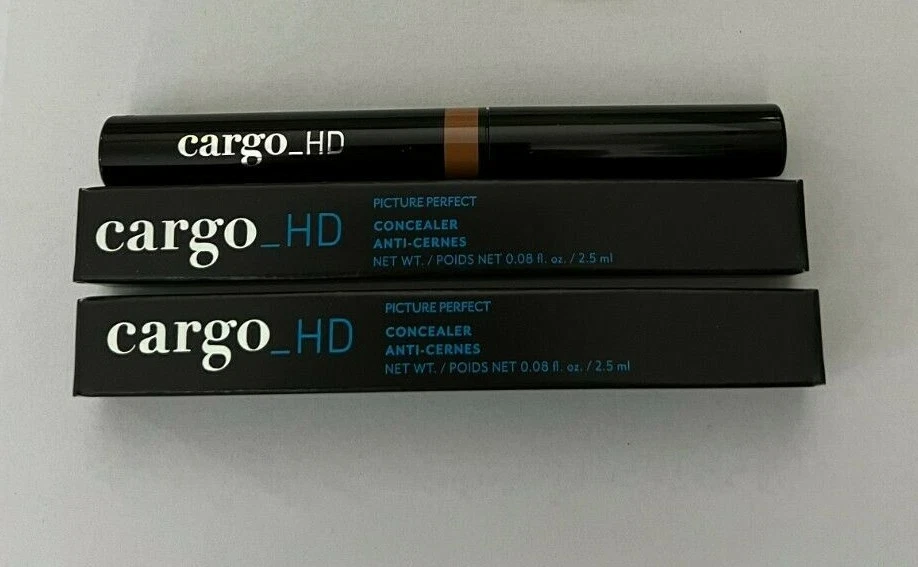 cargo_HD
cargo_HD
PICTURE PERFECT
CONCEALER
ANTI-CERNES
NET WT. / POIDS NET 0.08 fl. oz. / 2.5 ml
cargo_HD
PICTURE PERFECT
CONCEALER
ANTI-CERNES
NET WT. / POIDS NET 0.08 fl. oz. / 2.5 ml